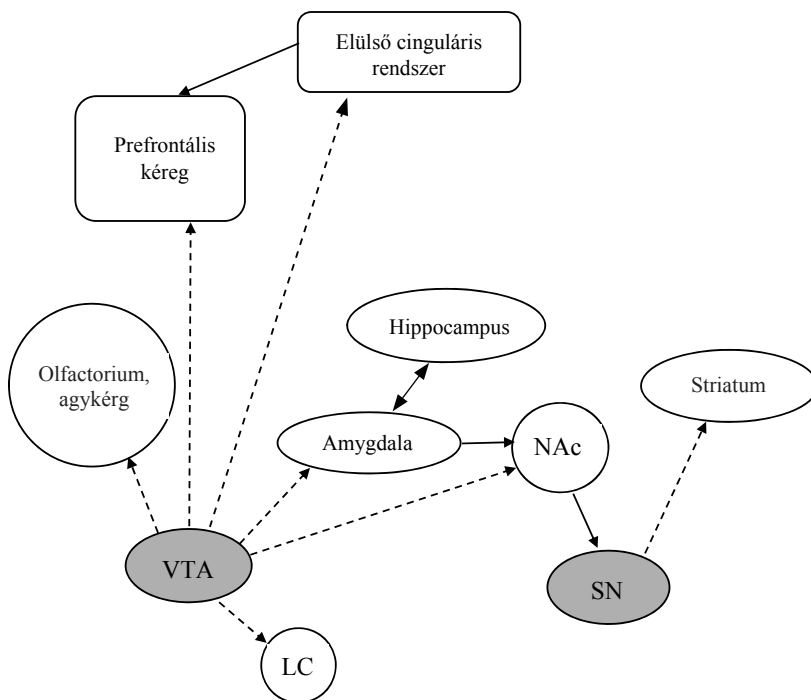 Elülső cinguláris
rendszer
Prefrontális
kéreg
Hippocampus
Olfactorium,
agykérg
Striatum
Amygdala
NAc
VTA
SN
LC